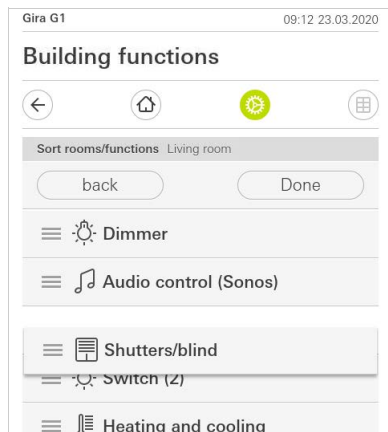 Gira G1 09:12 23.03.2020
Building functions
Sort rooms/functions Living room
back Done
Dimmer
Audio control (Sonos)
Shutters/blind
Switch (2)
Heating and cooling